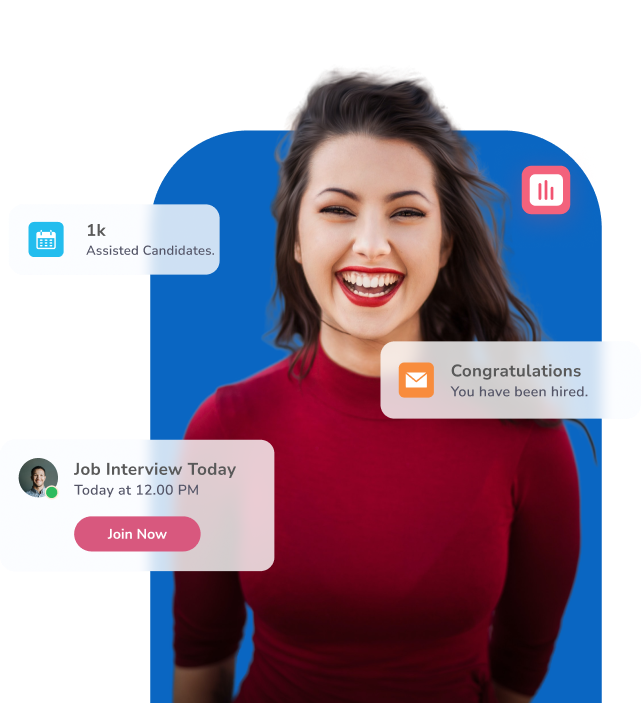 1k
Assisted Candidates.
Congratulations
You have been hired.
Job Interview Today
Today at 12.00 PM
Join Now